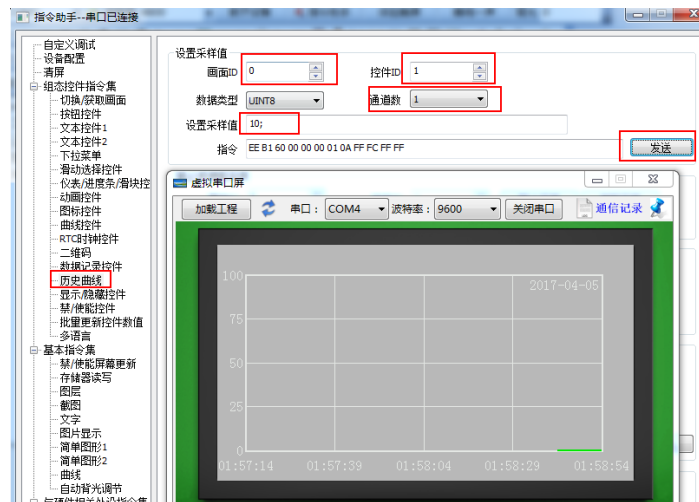 指令助手--串口已连接
自定义调试
设备配置
清屏
组态控件指令集
切换/获取画面
按钮控件
文本控件1
文本控件2
下拉菜单
滑动选择控件
仪表/进度条/滑块控
动画控件
图标控件
曲线控件
RTC时钟控件
二维码
数据记录控件
历史曲线
显示/隐藏控件
禁/使能控件
批里更新控件数值
多语言
基本指令集
禁/使能屏幕更新
存储器读写
图层
截图
文字
图片显示
简单图形1
简单图形2
曲线
自动背光调节
设置采样值
画面ID 0 控件ID 1
数据类型 UINT8 通道数 1
设置采样值 10;
指令 EE B1 60 00 00 00 01 0A FF FC FF FF 发送
虚拟串口屏
加载工程 串口： COM4 波特率： 9600 关闭串口 通信记录
2017-04-05
100
75
50
25
0
01:57:14 01:57:39 01:58:04 01:58:29 01:58:54